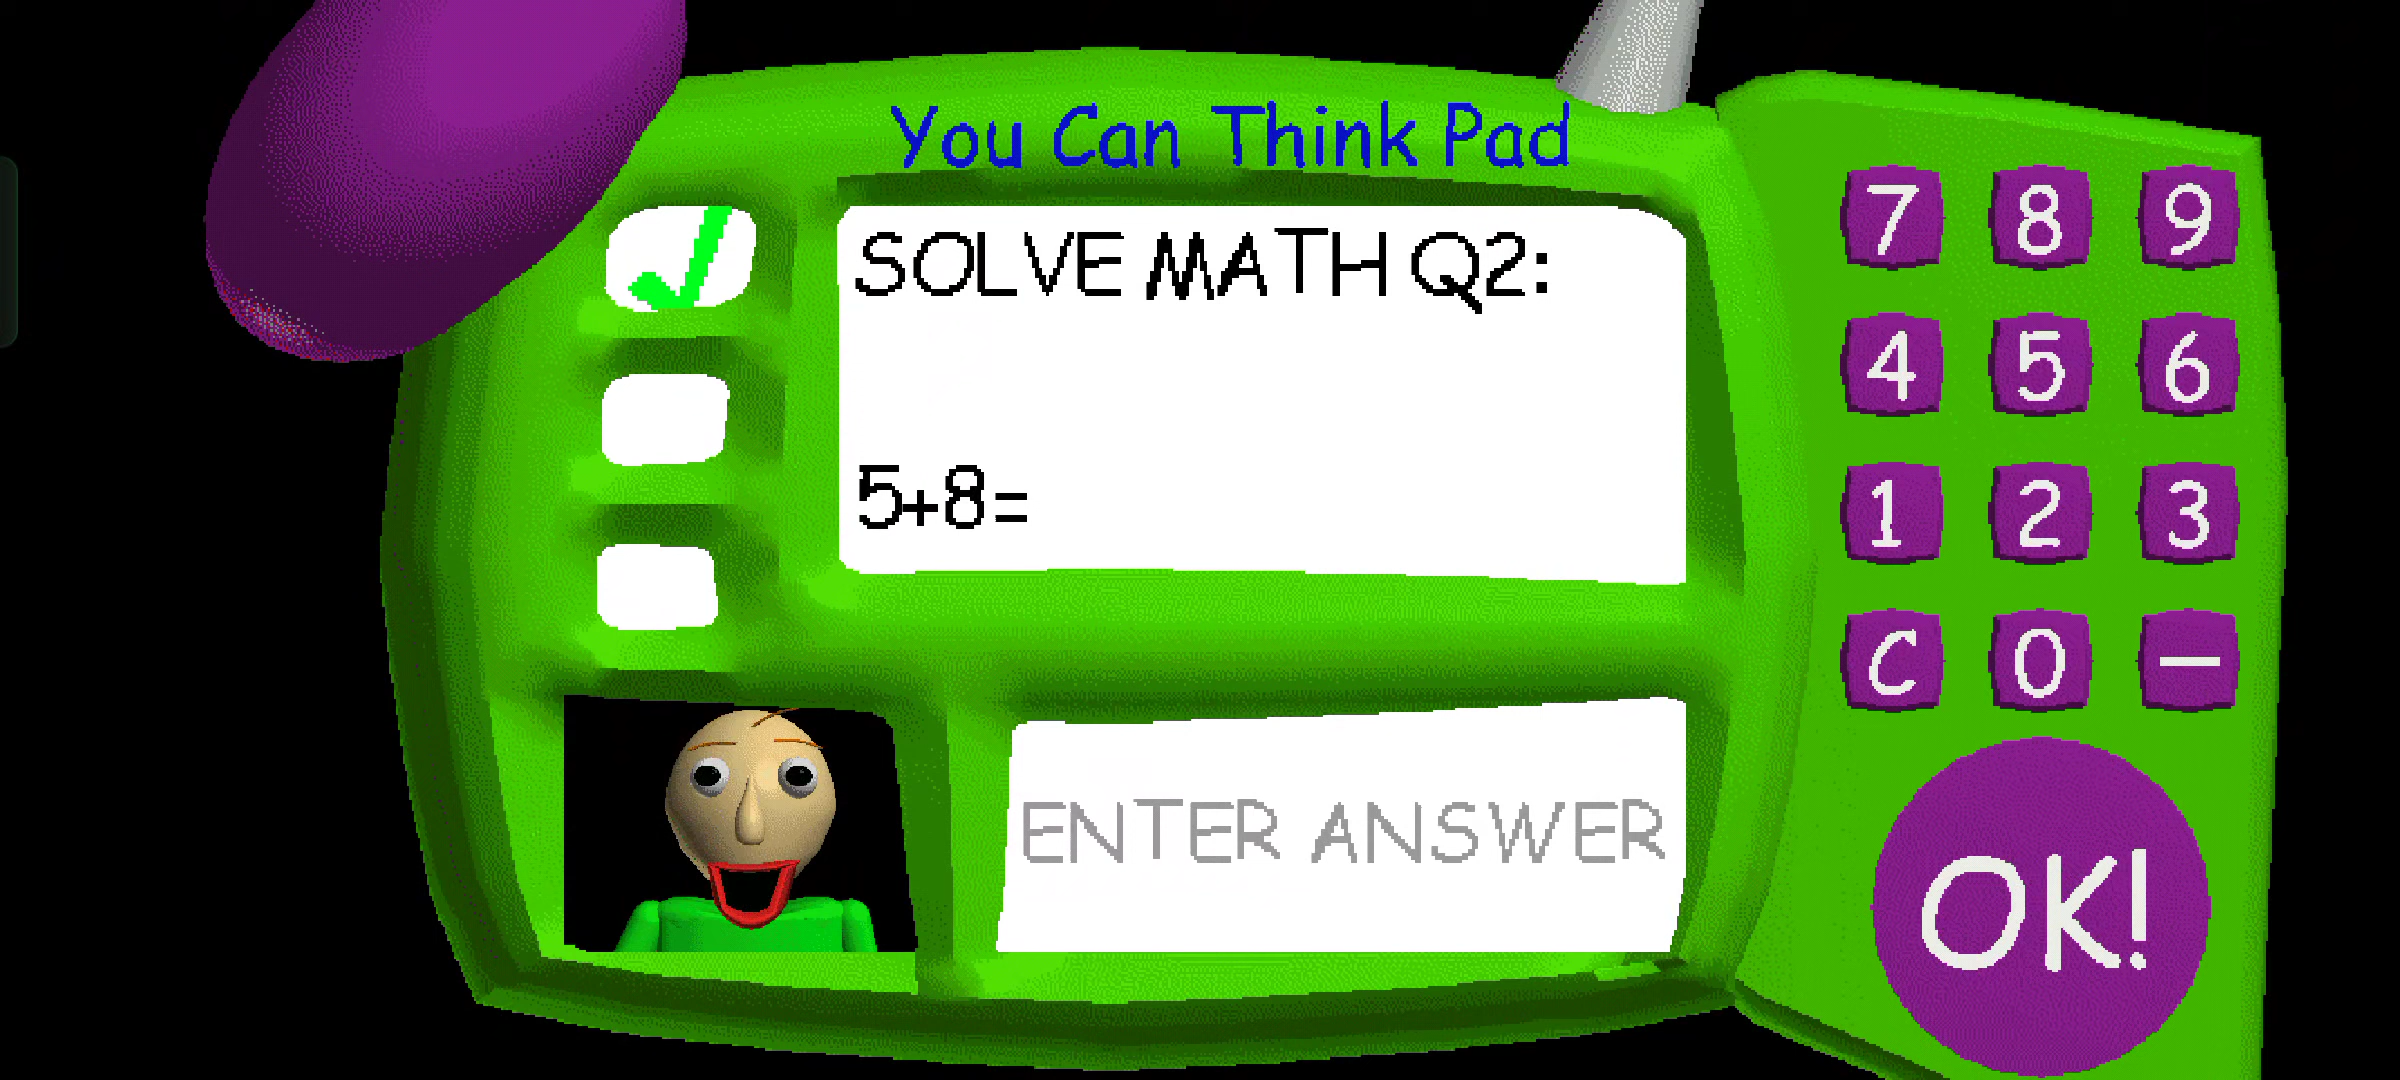 You Can Think Pad
SOLVE MATH Q2:
5+8=
ENTER ANSWER
7 8 9
4 5 6
1 2 3
C 0 −
OK!